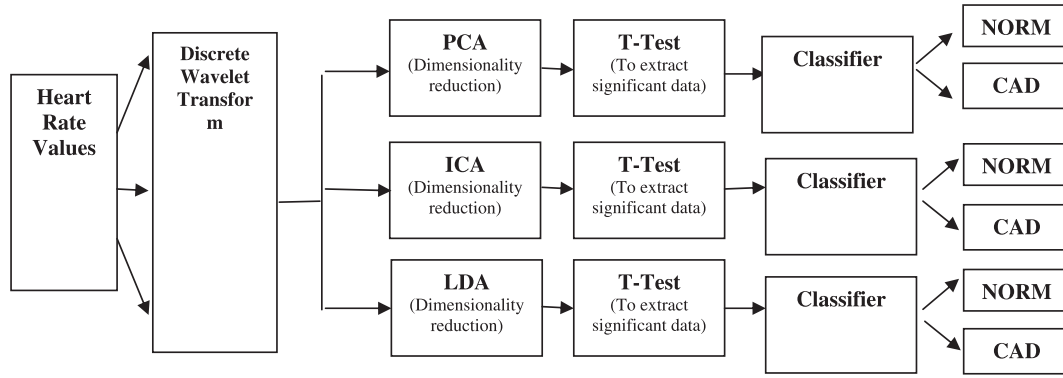 Heart
Rate
Values
Discrete
Wavelet
Transfor
m
PCA
(Dimensionality
reduction)
T-Test
(To extract
significant data)
Classifier
NORM
CAD
ICA
(Dimensionality
reduction)
T-Test
(To extract
significant data)
Classifier
NORM
CAD
LDA
(Dimensionality
reduction)
T-Test
(To extract
significant data)
Classifier
NORM
CAD